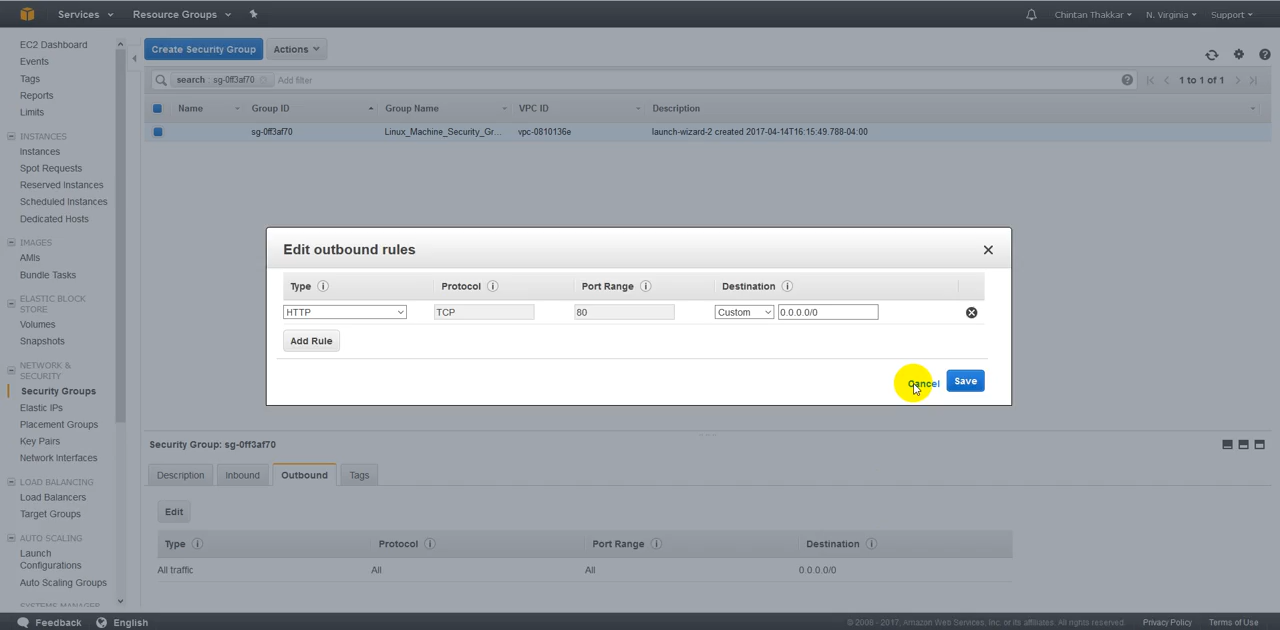 Services Resource Groups Chintan Thakkar N. Virginia Support
EC2 Dashboard
Events
Tags
Reports
Limits
INSTANCES
Instances
Spot Requests
Reserved Instances
Scheduled Instances
Dedicated Hosts
IMAGES
AMIs
Bundle Tasks
ELASTIC BLOCK
STORE
Volumes
Snapshots
NETWORK &
SECURITY
Security Groups
Elastic IPs
Placement Groups
Key Pairs
Network Interfaces
LOAD BALANCING
Load Balancers
Target Groups
AUTO SCALING
Launch
Configurations
Auto Scaling Groups
SYSTEMS MANAGER
Create Security Group Actions
search : sg-0ff3af70 Add filter 1 to 1 of 1
Name Group ID Group Name VPC ID Description
sg-0ff3af70 Linux_Machine_Security_Gr... vpc-0810136e launch-wizard-2 created 2017-04-14T16:15:49.788-04:00
Edit outbound rules
Type Protocol Port Range Destination
HTTP TCP 80 Custom 0.0.0.0/0
Add Rule
Cancel Save
Security Group: sg-0ff3af70
Description Inbound Outbound Tags
Edit
Type Protocol Port Range Destination
All traffic All All 0.0.0.0/0
Feedback English © 2008 - 2017, Amazon Web Services, Inc. or its affiliates. All rights reserved. Privacy Policy Terms of Use